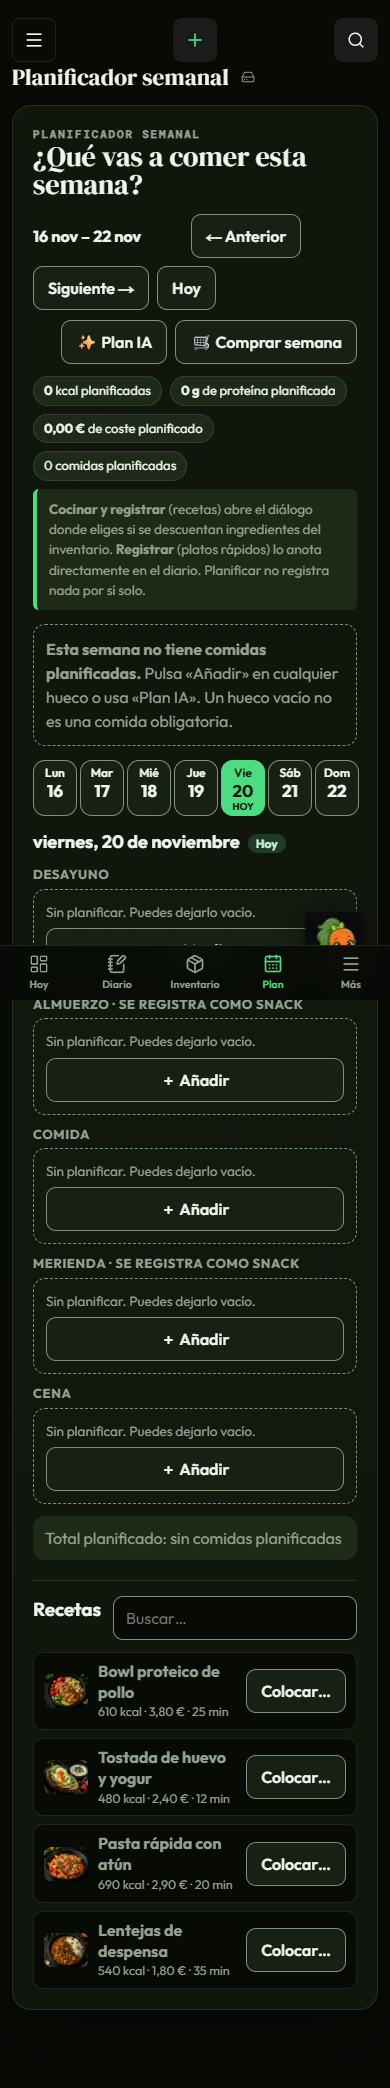 Planificador semanal
PLANIFICADOR SEMANAL
¿Qué vas a comer esta
semana?
16 nov – 22 nov
← Anterior
Siguiente →
Hoy
✨ Plan IA
🛒 Comprar semana
0 kcal planificadas
0 g de proteína planificada
0,00 € de coste planificado
0 comidas planificadas
Cocinar y registrar (recetas) abre el diálogo
donde eliges si se descuentan ingredientes del
inventario. Registrar (platos rápidos) lo anota
directamente en el diario. Planificar no registra
nada por sí solo.
Esta semana no tiene comidas
planificadas. Pulsa «Añadir» en cualquier
hueco o usa «Plan IA». Un hueco vacío no
es una comida obligatoria.
Lun
16
Mar
17
Mié
18
Jue
19
Vie
20
HOY
Sáb
21
Dom
22
viernes, 20 de noviembre
Hoy
DESAYUNO
Sin planificar. Puedes dejarlo vacío.
Hoy
Diario
Inventario
Plan
Más
ALMUERZO · SE REGISTRA COMO SNACK
Sin planificar. Puedes dejarlo vacío.
+ Añadir
COMIDA
Sin planificar. Puedes dejarlo vacío.
+ Añadir
MERIENDA · SE REGISTRA COMO SNACK
Sin planificar. Puedes dejarlo vacío.
+ Añadir
CENA
Sin planificar. Puedes dejarlo vacío.
+ Añadir
Total planificado: sin comidas planificadas
Recetas
Buscar…
Bowl proteico de
pollo
610 kcal · 3,80 € · 25 min
Colocar…
Tostada de huevo
y yogur
480 kcal · 2,40 € · 12 min
Colocar…
Pasta rápida con
atún
690 kcal · 2,90 € · 20 min
Colocar…
Lentejas de
despensa
540 kcal · 1,80 € · 35 min
Colocar…